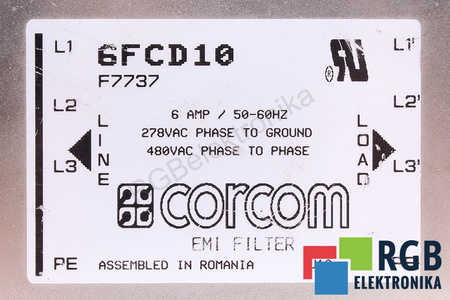 L1 6FCD10 L1'
F7737
L2 6 AMP / 50-60HZ L2'
278VAC PHASE TO GROUND
480VAC PHASE TO PHASE
L3 LINE LOAD L3'
corcom
EMI FILTER
PE ASSEMBLED IN ROMANIA
RGBelektronika
RGB
ELEKTRONIKA